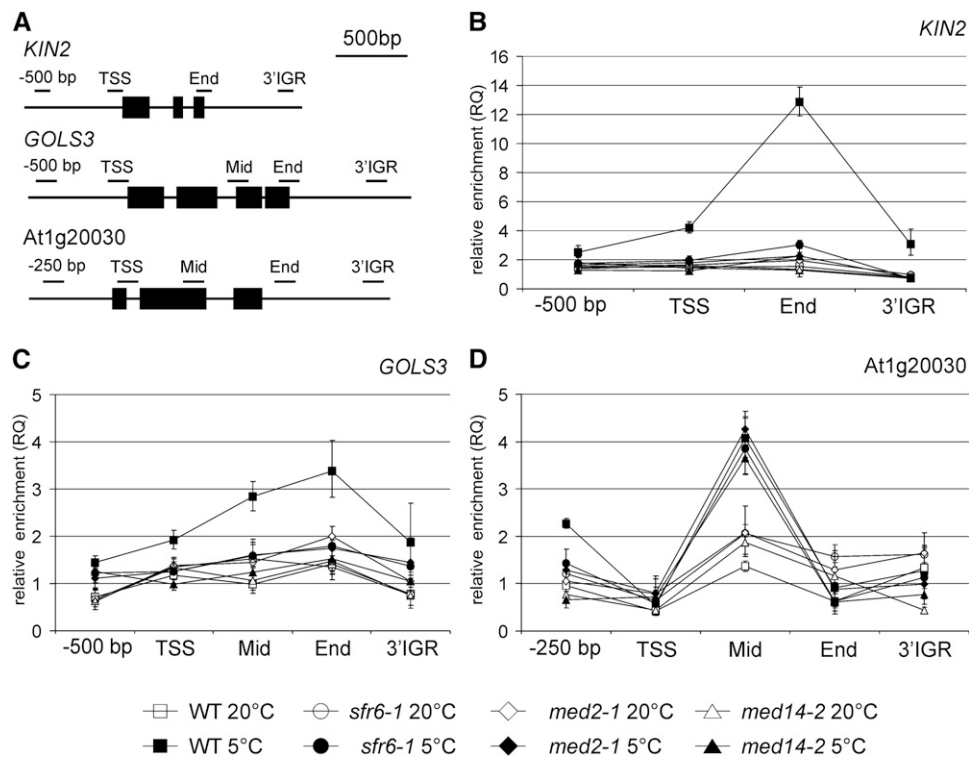 A
500bp
KIN2
-500 bp TSS End 3'IGR
GOLS3
-500 bp TSS Mid End 3'IGR
At1g20030
-250 bp TSS Mid End 3'IGR
B
KIN2
relative enrichment (RQ)
16
14
12
10
8
6
4
2
0
-500 bp TSS End 3'IGR
C
GOLS3
relative enrichment (RQ)
5
4
3
2
1
0
-500 bp TSS Mid End 3'IGR
D
At1g20030
relative enrichment (RQ)
5
4
3
2
1
0
-250 bp TSS Mid End 3'IGR
WT 20°C sfr6-1 20°C med2-1 20°C med14-2 20°C
WT 5°C sfr6-1 5°C med2-1 5°C med14-2 5°C